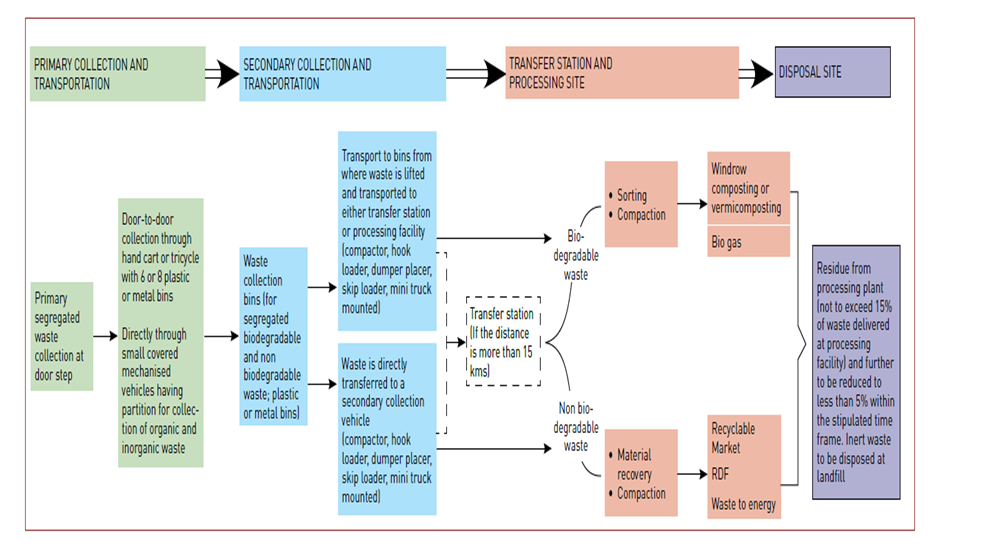 PRIMARY COLLECTION AND
TRANSPORTATION
SECONDARY COLLECTION AND
TRANSPORTATION
TRANSFER STATION AND
PROCESSING SITE
DISPOSAL SITE
Primary
segregated
waste
collection at
door step
Door-to-door
collection through
hand cart or tricycle
with 6 or 8 plastic
or metal bins
Directly through
small covered
mechanised
vehicles having
partition for collec-
tion of organic and
inorganic waste
Waste
collection
bins (for
segregated
biodegradable
and non
biodegradable
waste; plastic
or metal bins)
Transport to bins from
where waste is lifted
and transported to
either transfer station
or processing facility
(compactor, hook
loader, dumper placer,
skip loader, mini truck
mounted)
Waste is directly
transferred to a
secondary collection
vehicle
(compactor, hook
loader, dumper placer,
skip loader, mini truck
mounted)
Transfer station
(If the distance
is more than 15
kms)
Bio-
degradable
waste
Non bio-
degradable
waste
• Sorting
• Compaction
• Material
recovery
• Compaction
Windrow
composting or
vermicomposting
Bio gas
Recyclable
Market
RDF
Waste to energy
Residue from
processing plant
(not to exceed 15%
of waste delivered
at processing
facility) and further
to be reduced to
less than 5% within
the stipulated time
frame. Inert waste
to be disposed at
landfill